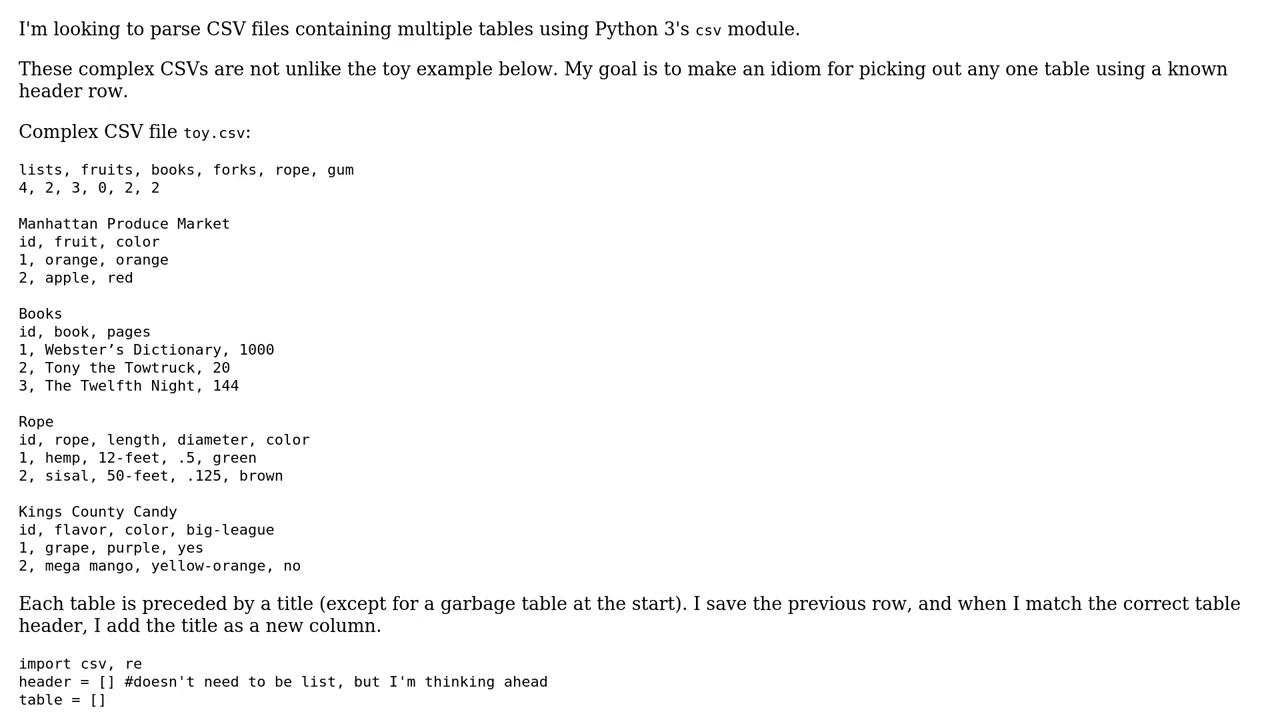 I'm looking to parse CSV files containing multiple tables using Python 3's csv module.
These complex CSVs are not unlike the toy example below. My goal is to make an idiom for picking out any one table using a known
header row.
Complex CSV file toy.csv:
lists, fruits, books, forks, rope, gum
4, 2, 3, 0, 2, 2
Manhattan Produce Market
id, fruit, color
1, orange, orange
2, apple, red
Books
id, book, pages
1, Webster’s Dictionary, 1000
2, Tony the Towtruck, 20
3, The Twelfth Night, 144
Rope
id, rope, length, diameter, color
1, hemp, 12-feet, .5, green
2, sisal, 50-feet, .125, brown
Kings County Candy
id, flavor, color, big-league
1, grape, purple, yes
2, mega mango, yellow-orange, no
Each table is preceded by a title (except for a garbage table at the start). I save the previous row, and when I match the correct table
header, I add the title as a new column.
import csv, re
header = [] #doesn't need to be list, but I'm thinking ahead
table = []